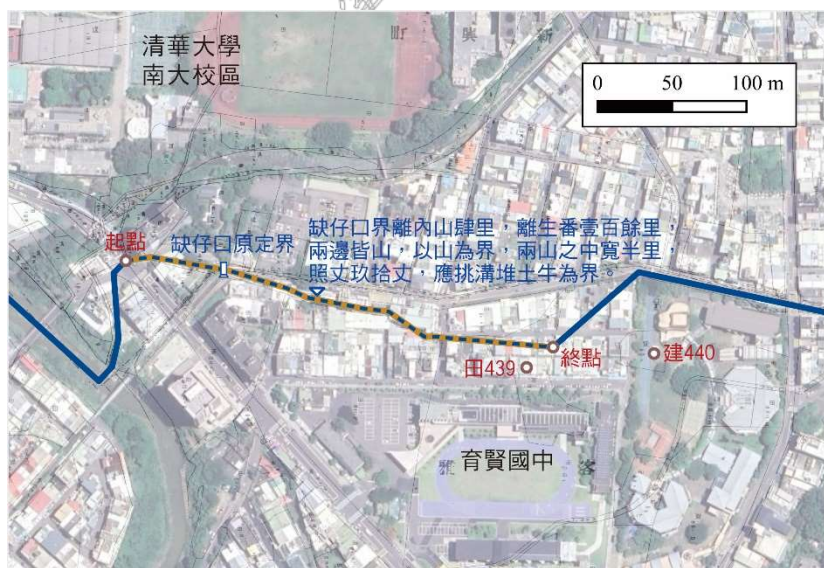 清華大學
南大校區
0 50 100 m
起點
缺仔口原定界
缺仔口界離內山肆里，離生番壹百餘里，
兩邊皆山，以山為界，兩山之中寬半里，
照丈玖拾丈，應挑溝堆土牛為界。
終點
田439
建440
育賢國中